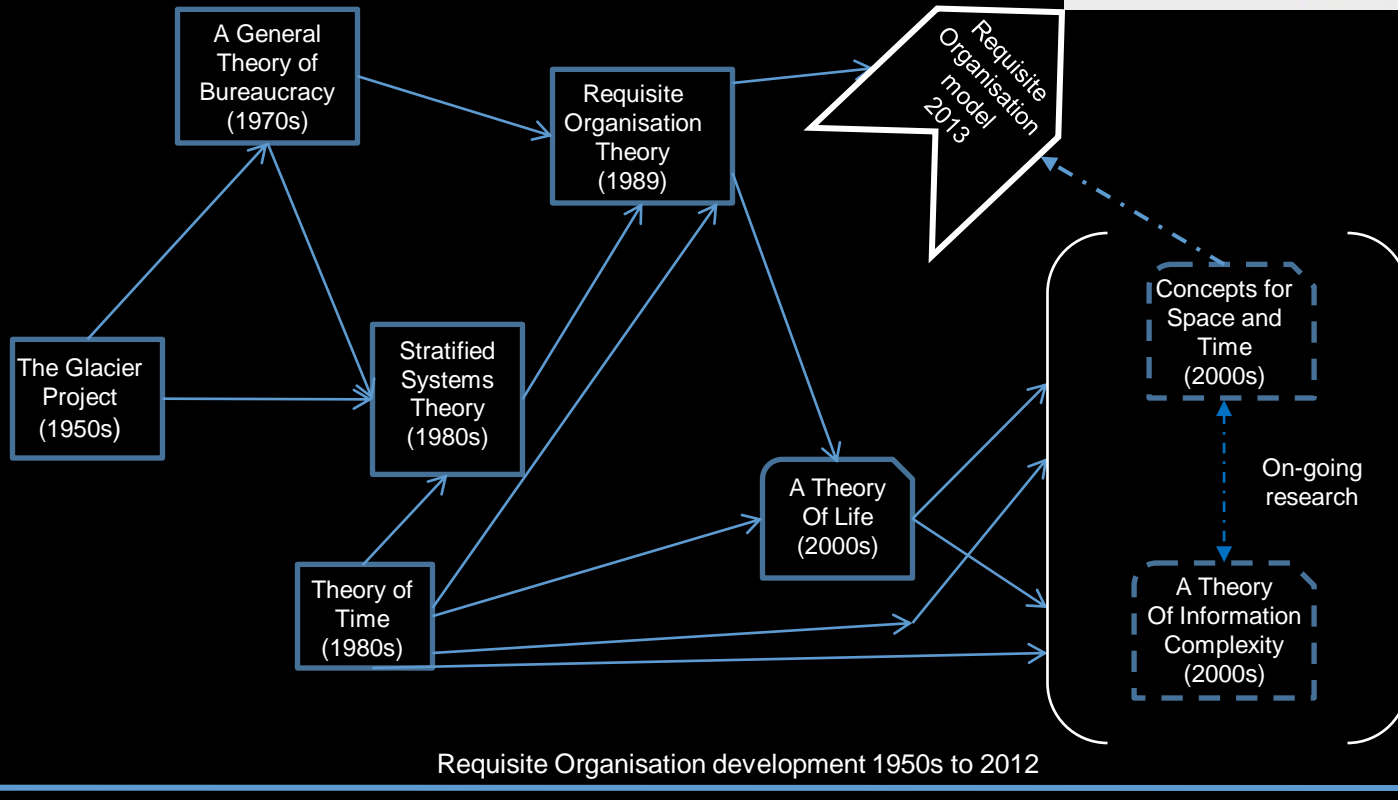 A General
Theory of
Bureaucracy
(1970s)
Requisite
Organisation
Theory
(1989)
Requisite
Organisation
model
2013
The Glacier
Project
(1950s)
Stratified
Systems
Theory
(1980s)
Concepts for
Space and
Time
(2000s)
On-going
research
A Theory
Of Life
(2000s)
Theory of
Time
(1980s)
A Theory
Of Information
Complexity
(2000s)
Requisite Organisation development 1950s to 2012